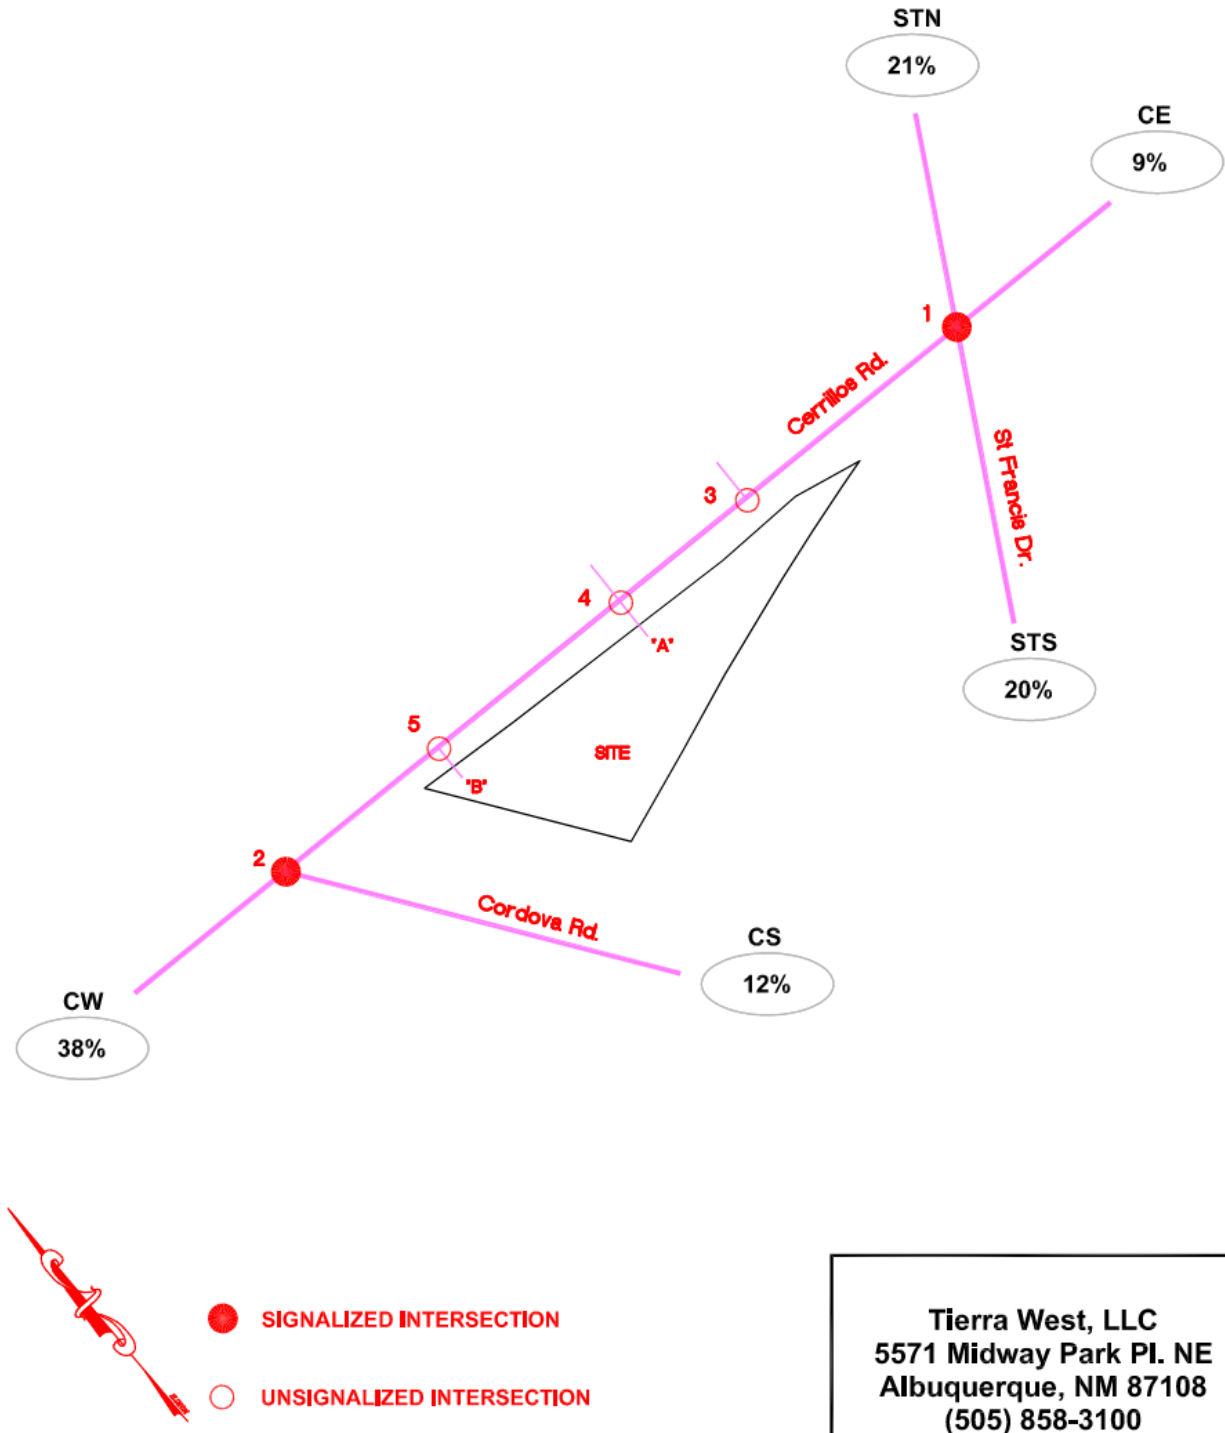 STN
21%
CE
9%
1
Cerrillos Rd.
St Francis Dr.
3
4
"A"
STS
20%
5
"B"
SITE
2
Cordova Rd.
CS
12%
CW
38%
SIGNALIZED INTERSECTION
UNSIGNALIZED INTERSECTION
Tierra West, LLC
5571 Midway Park Pl. NE
Albuquerque, NM 87108
(505) 858-3100